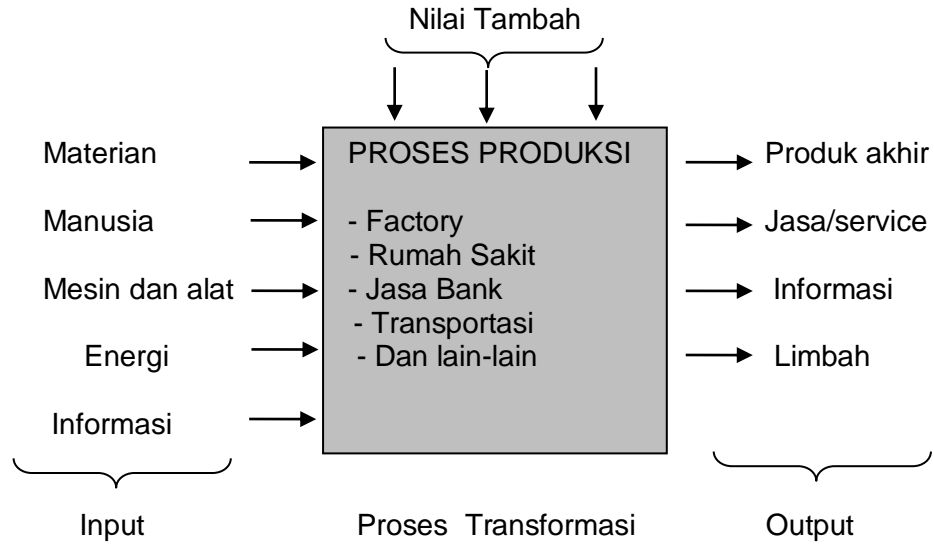 Nilai Tambah
Materian
Manusia
Mesin dan alat
Energi
Informasi
Input
PROSES PRODUKSI
- Factory
- Rumah Sakit
- Jasa Bank
- Transportasi
- Dan lain-lain
Proses Transformasi
Produk akhir
Jasa/service
Informasi
Limbah
Output